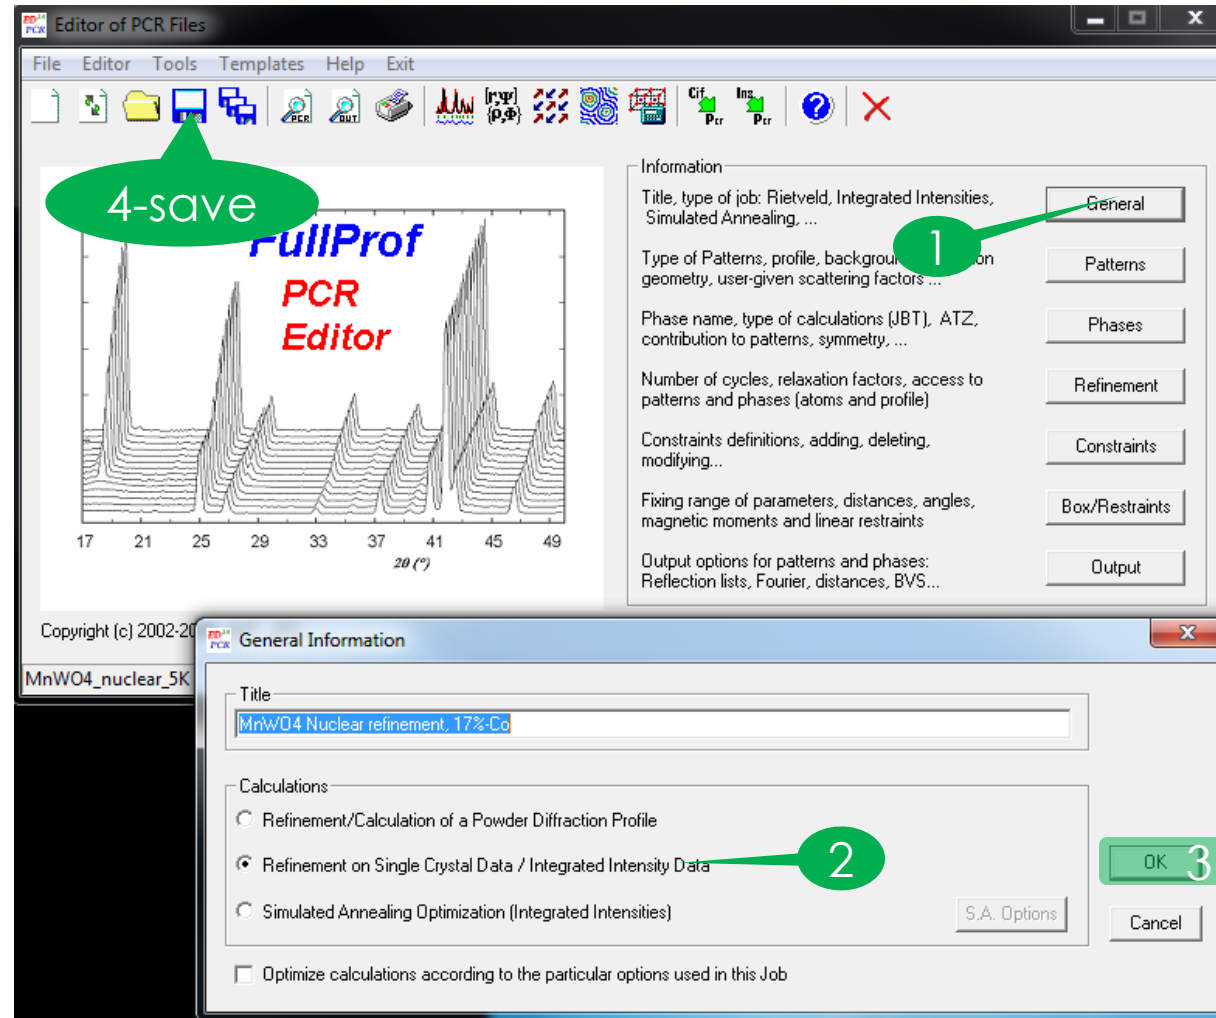 Editor of PCR Files
File Editor Tools Templates Help Exit
PCR OUT [r,Ψ] {ρ,Φ} Cif Pcr Ins Pcr ?
4-save
FullProf
PCR
Editor
17 21 25 29 33 37 41 45 49
2θ (°)
Information
Title, type of job: Rietveld, Integrated Intensities,
Simulated Annealing, ...
General
1
Type of Patterns, profile, backgroun on
geometry, user-given scattering factors ...
Patterns
Phase name, type of calculations (JBT), ATZ,
contribution to patterns, symmetry, ...
Phases
Number of cycles, relaxation factors, access to
patterns and phases (atoms and profile)
Refinement
Constraints definitions, adding, deleting,
modifying...
Constraints
Fixing range of parameters, distances, angles,
magnetic moments and linear restraints
Box/Restraints
Output options for patterns and phases:
Reflection lists, Fourier, distances, BVS...
Output
Copyright (c) 2002-20
MnWO4_nuclear_5K
General Information
Title
MnWO4 Nuclear refinement, 17%-Co
Calculations
Refinement/Calculation of a Powder Diffraction Profile
Refinement on Single Crystal Data / Integrated Intensity Data
2
Simulated Annealing Optimization (Integrated Intensities)
S.A. Options
OK 3
Cancel
Optimize calculations according to the particular options used in this Job